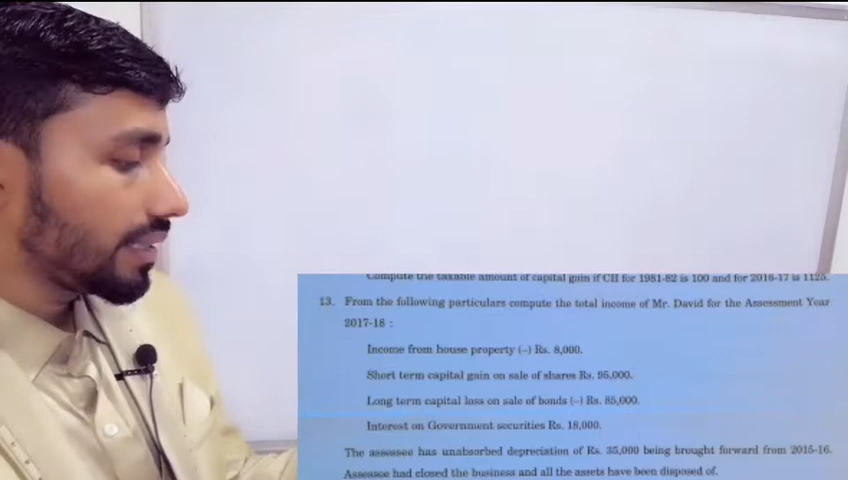 Compute the taxable amount of capital gain if CII for 1981-82 is 100 and for 2016-17 is 1125.
13. From the following particulars compute the total income of Mr. David for the Assessment Year
2017-18 :
Income from house property (–) Rs. 8,000.
Short term capital gain on sale of shares Rs. 95,000.
Long term capital loss on sale of bonds (–) Rs. 85,000.
Interest on Government securities Rs. 18,000.
The assessee has unabsorbed depreciation of Rs. 35,000 being brought forward from 2015-16.
Assessee had closed the business and all the assets have been disposed of.